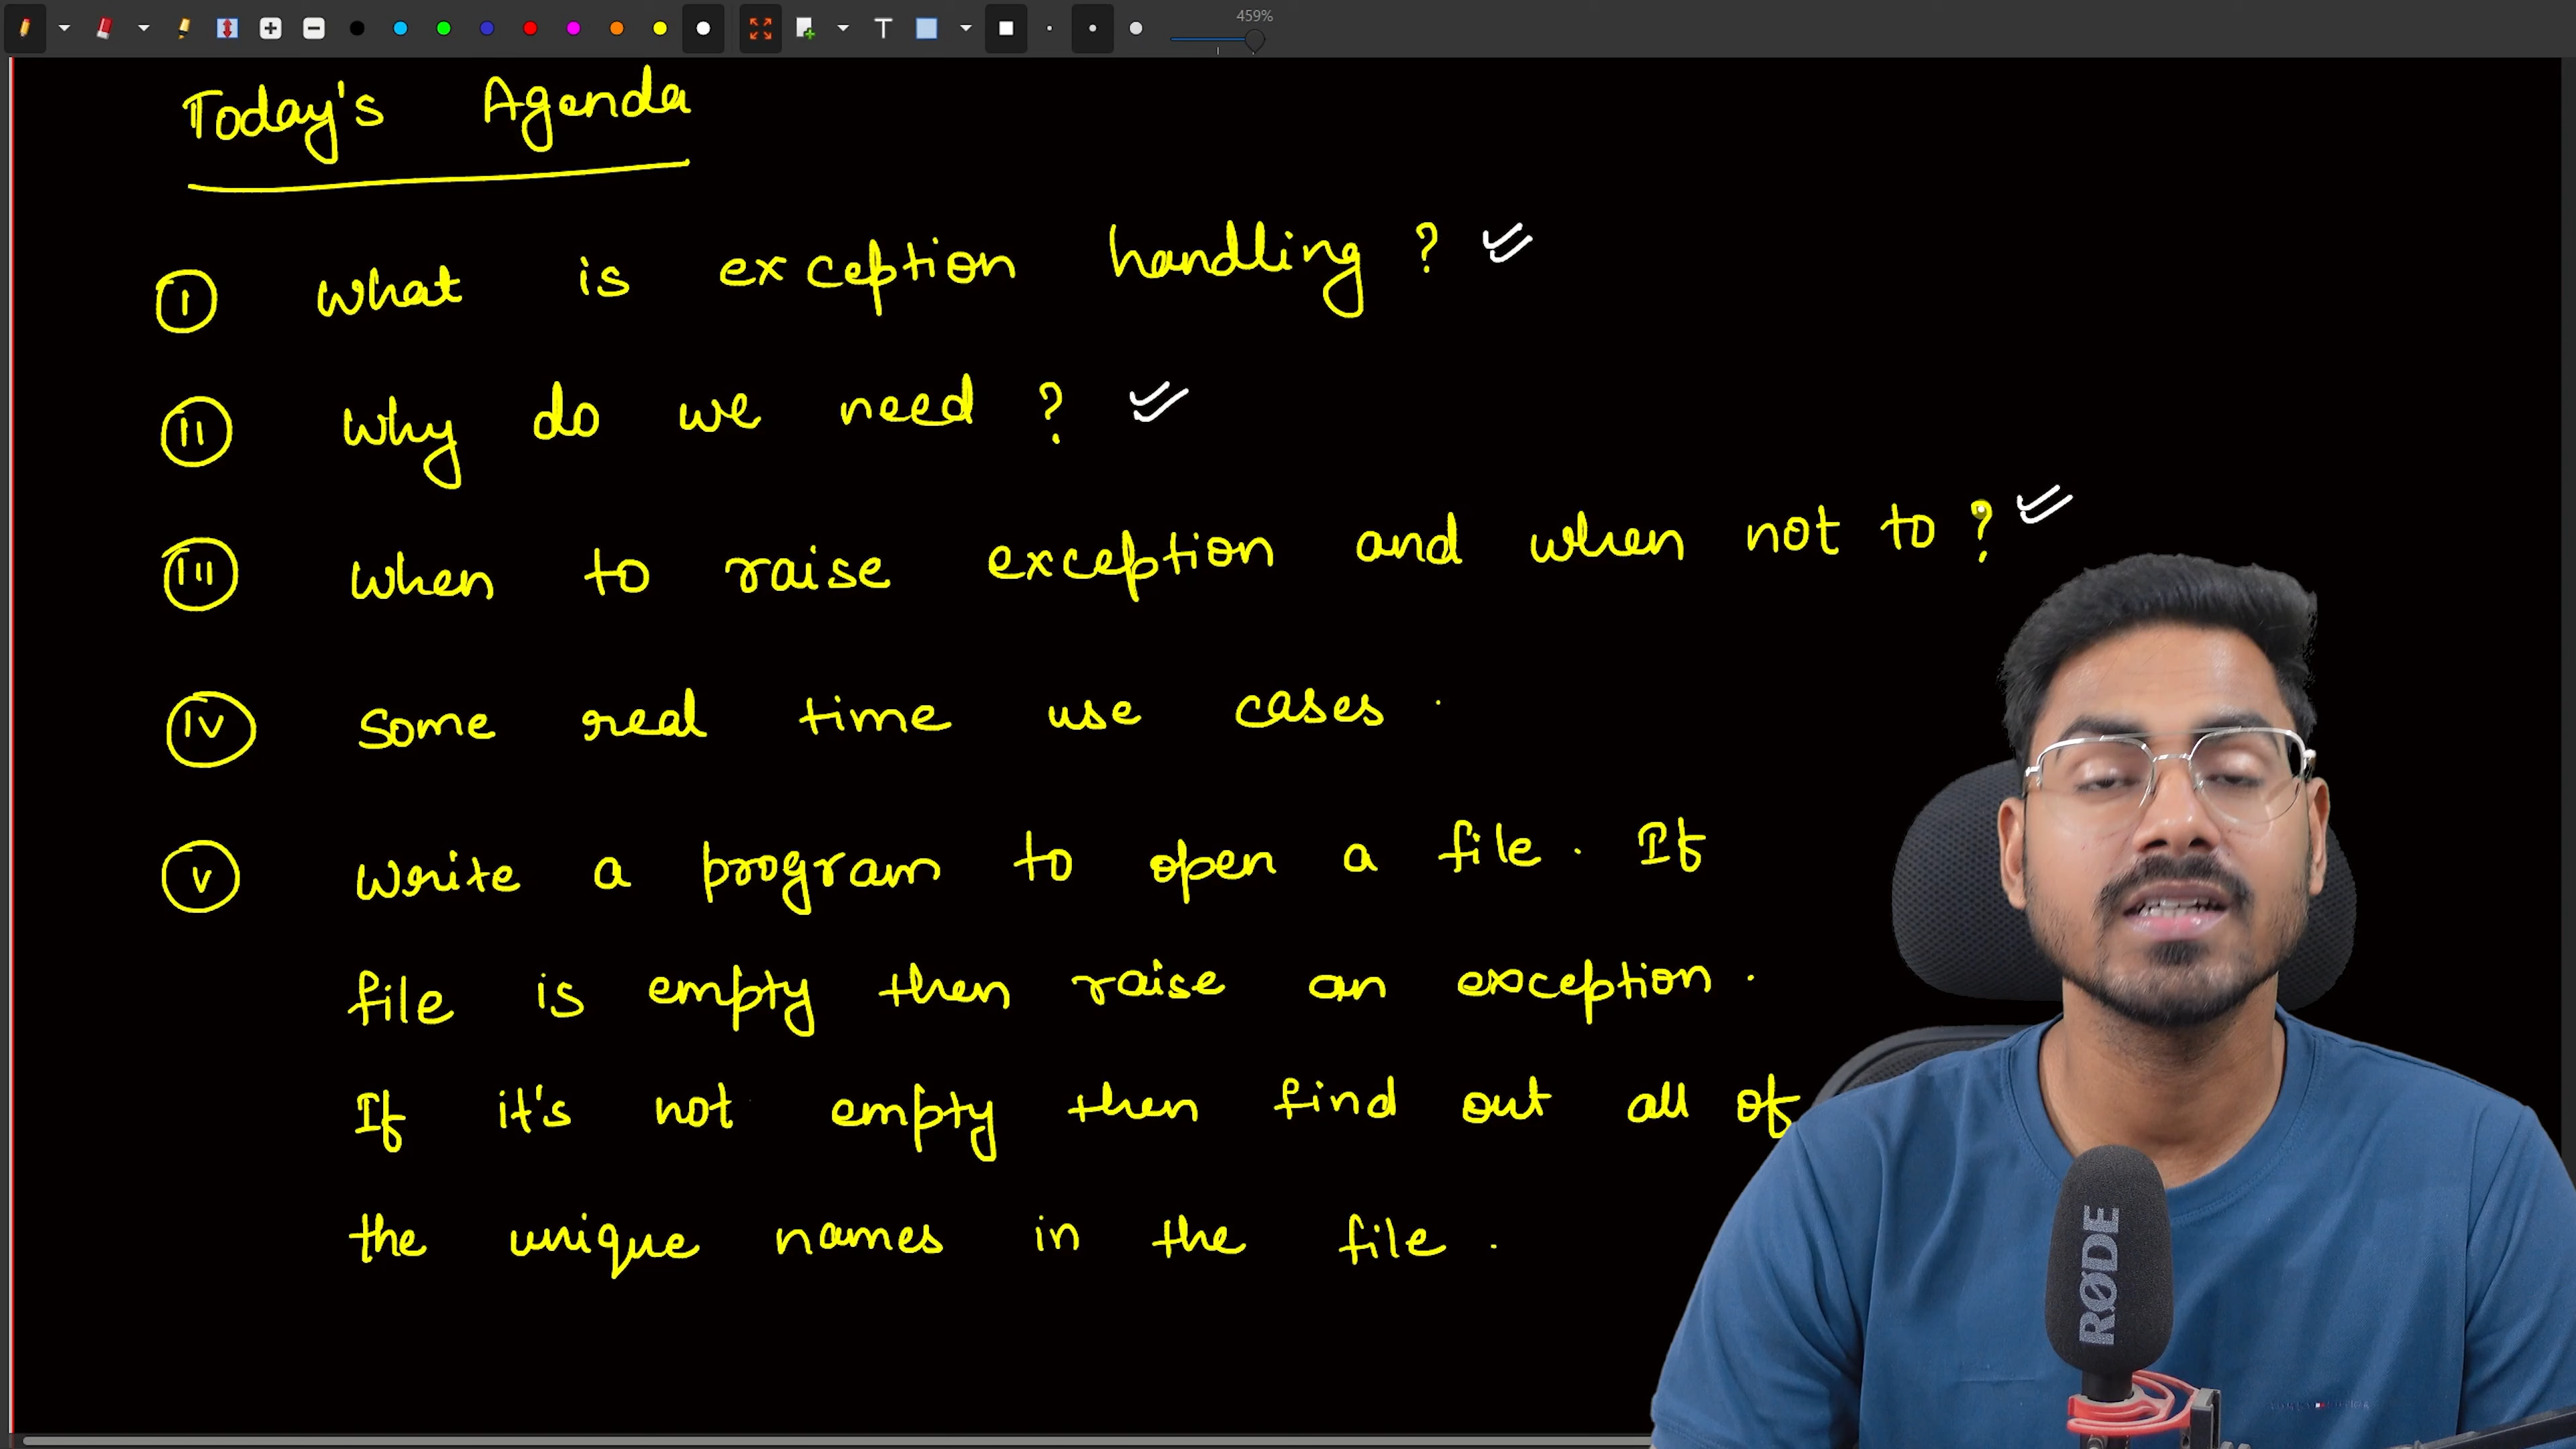 459%
Today's Agenda
I What is exception handling ?
II Why do we need ?
III When to raise exception and when not to ?
IV Some real time use cases .
V Write a program to open a file . If
file is empty then raise an exception .
If it's not empty then find out all of
the unique names in the file .
RØDE